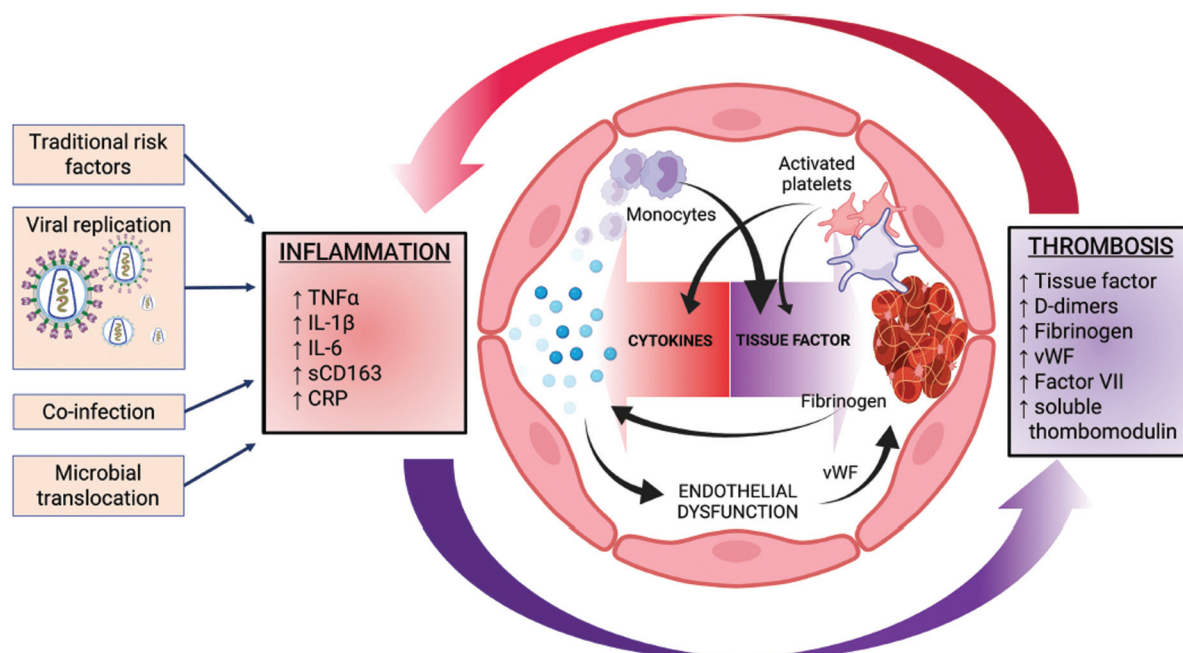 Traditional risk
factors
Viral replication
Co-infection
Microbial
translocation
INFLAMMATION
↑ TNFα
↑ IL-1β
↑ IL-6
↑ sCD163
↑ CRP
Monocytes
Activated
platelets
CYTOKINES
TISSUE FACTOR
Fibrinogen
vWF
ENDOTHELIAL
DYSFUNCTION
THROMBOSIS
↑ Tissue factor
↑ D-dimers
↑ Fibrinogen
↑ vWF
↑ Factor VII
↑ soluble
thombomodulin